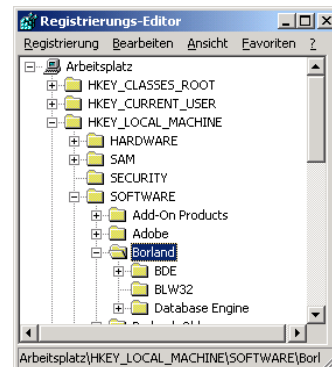 Registrierungs-Editor
Registrierung Bearbeiten Ansicht Favoriten ?
Arbeitsplatz
HKEY_CLASSES_ROOT
HKEY_CURRENT_USER
HKEY_LOCAL_MACHINE
HARDWARE
SAM
SECURITY
SOFTWARE
Add-On Products
Adobe
Borland
BDE
BLW32
Database Engine
Arbeitsplatz\HKEY_LOCAL_MACHINE\SOFTWARE\Borl